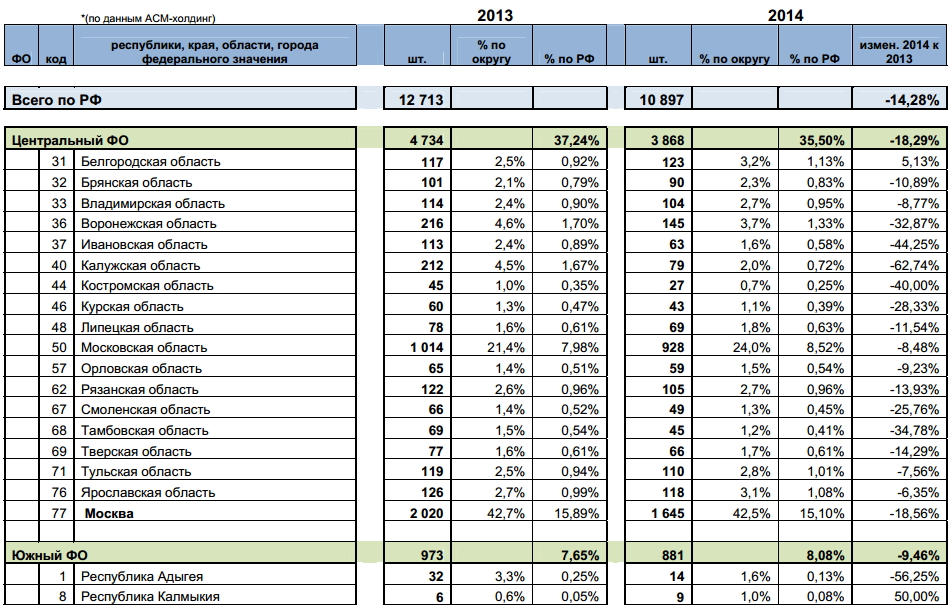 *(по данным АСМ-холдинг) 2013 2014
ФО код республики, края, области, города федерального значения шт. % по округу % по РФ шт. % по округу % по РФ измен. 2014 к 2013
Всего по РФ 12 713 10 897 -14,28%
Центральный ФО 4 734 37,24% 3 868 35,50% -18,29%
31 Белгородская область 117 2,5% 0,92% 123 3,2% 1,13% 5,13%
32 Брянская область 101 2,1% 0,79% 90 2,3% 0,83% -10,89%
33 Владимирская область 114 2,4% 0,90% 104 2,7% 0,95% -8,77%
36 Воронежская область 216 4,6% 1,70% 145 3,7% 1,33% -32,87%
37 Ивановская область 113 2,4% 0,89% 63 1,6% 0,58% -44,25%
40 Калужская область 212 4,5% 1,67% 79 2,0% 0,72% -62,74%
44 Костромская область 45 1,0% 0,35% 27 0,7% 0,25% -40,00%
46 Курская область 60 1,3% 0,47% 43 1,1% 0,39% -28,33%
48 Липецкая область 78 1,6% 0,61% 69 1,8% 0,63% -11,54%
50 Московская область 1 014 21,4% 7,98% 928 24,0% 8,52% -8,48%
57 Орловская область 65 1,4% 0,51% 59 1,5% 0,54% -9,23%
62 Рязанская область 122 2,6% 0,96% 105 2,7% 0,96% -13,93%
67 Смоленская область 66 1,4% 0,52% 49 1,3% 0,45% -25,76%
68 Тамбовская область 69 1,5% 0,54% 45 1,2% 0,41% -34,78%
69 Тверская область 77 1,6% 0,61% 66 1,7% 0,61% -14,29%
71 Тульская область 119 2,5% 0,94% 110 2,8% 1,01% -7,56%
76 Ярославская область 126 2,7% 0,99% 118 3,1% 1,08% -6,35%
77 Москва 2 020 42,7% 15,89% 1 645 42,5% 15,10% -18,56%
Южный ФО 973 7,65% 881 8,08% -9,46%
1 Республика Адыгея 32 3,3% 0,25% 14 1,6% 0,13% -56,25%
8 Республика Калмыкия 6 0,6% 0,05% 9 1,0% 0,08% 50,00%